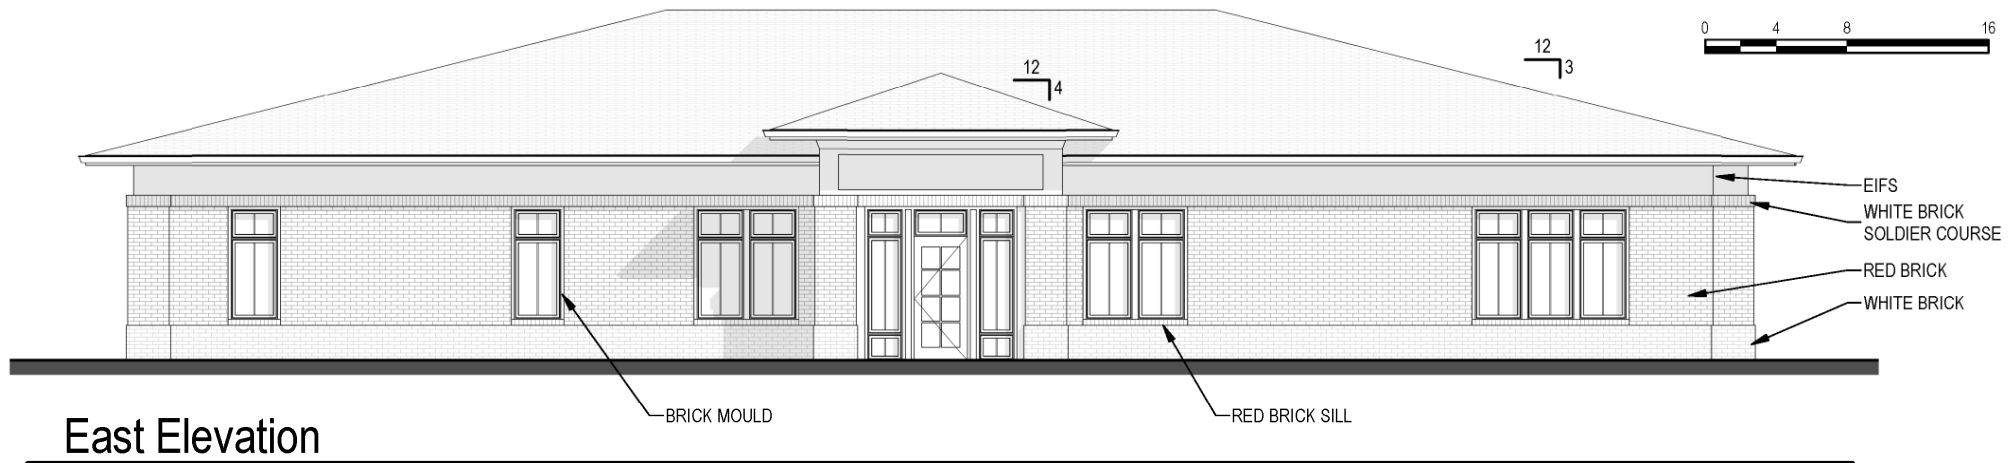 0 4 8 16
12
3
12
4
EIFS
WHITE BRICK
SOLDIER COURSE
RED BRICK
WHITE BRICK
BRICK MOULD
RED BRICK SILL
East Elevation